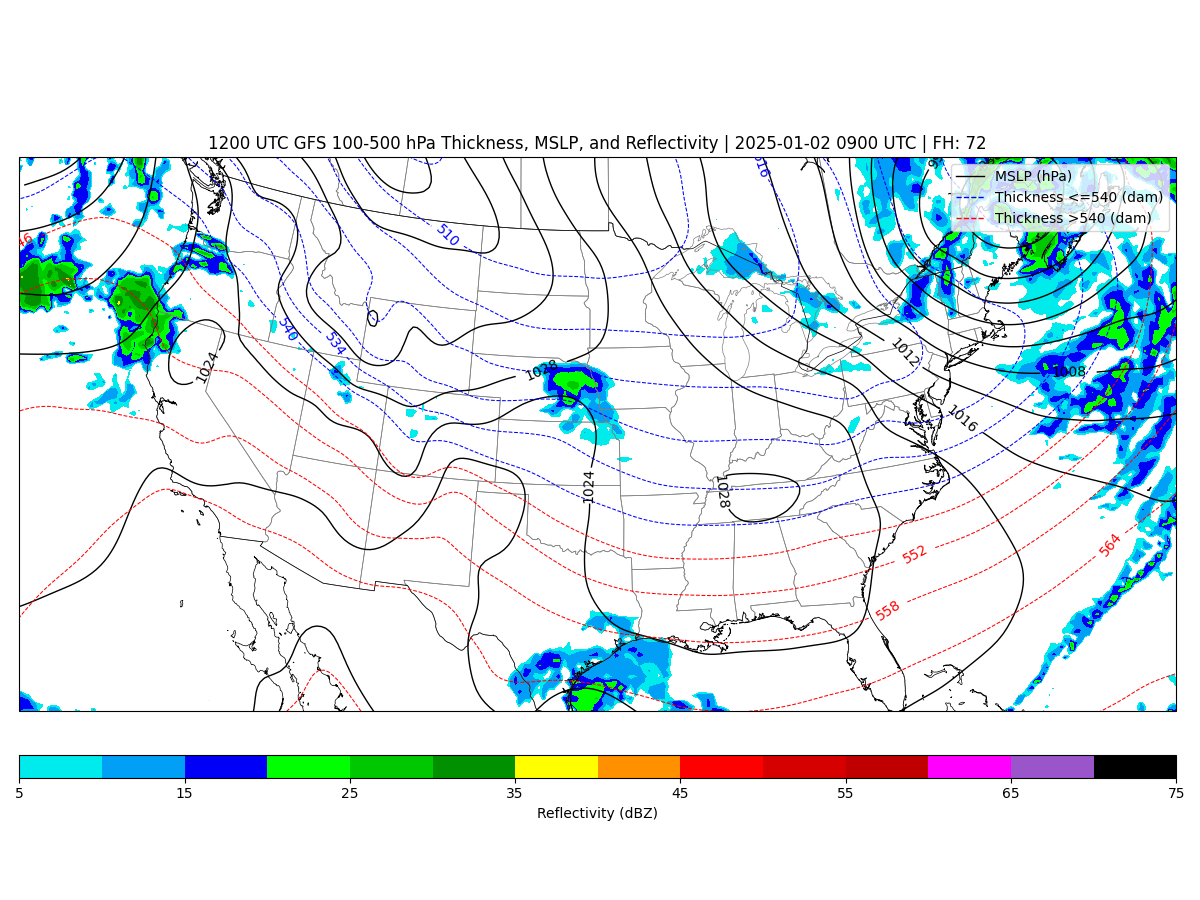 1200 UTC GFS 100-500 hPa Thickness, MSLP, and Reflectivity | 2025-01-02 0900 UTC | FH: 72
MSLP (hPa)
Thickness <=540 (dam)
Thickness >540 (dam)
516
510
540
534
1024
1028
1012
1008
1016
1024
1028
552
564
558
5 15 25 35 45 55 65 75
Reflectivity (dBZ)